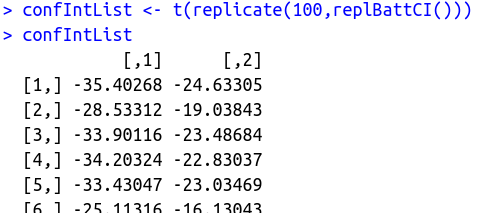 > confIntList <- t(replicate(100,replBattCI()))
> confIntList
[,1] [,2]
[1,] -35.40268 -24.63305
[2,] -28.53312 -19.03843
[3,] -33.90116 -23.48684
[4,] -34.20324 -22.83037
[5,] -33.43047 -23.03469
[6,] -25.11316 -16.13043